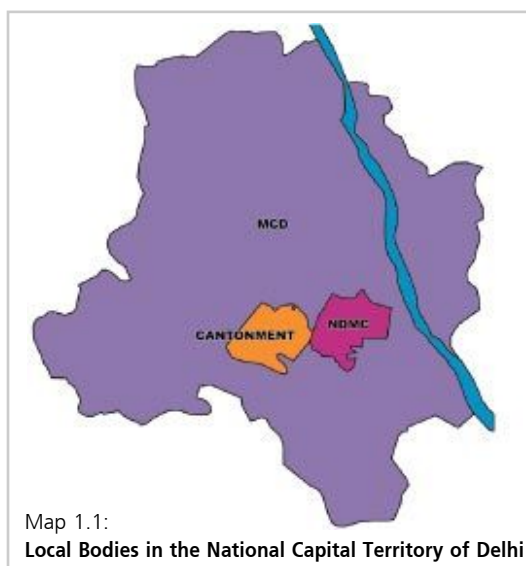 MCD
CANTONMENT
NDMC
Map 1.1:
Local Bodies in the National Capital Territory of Delhi